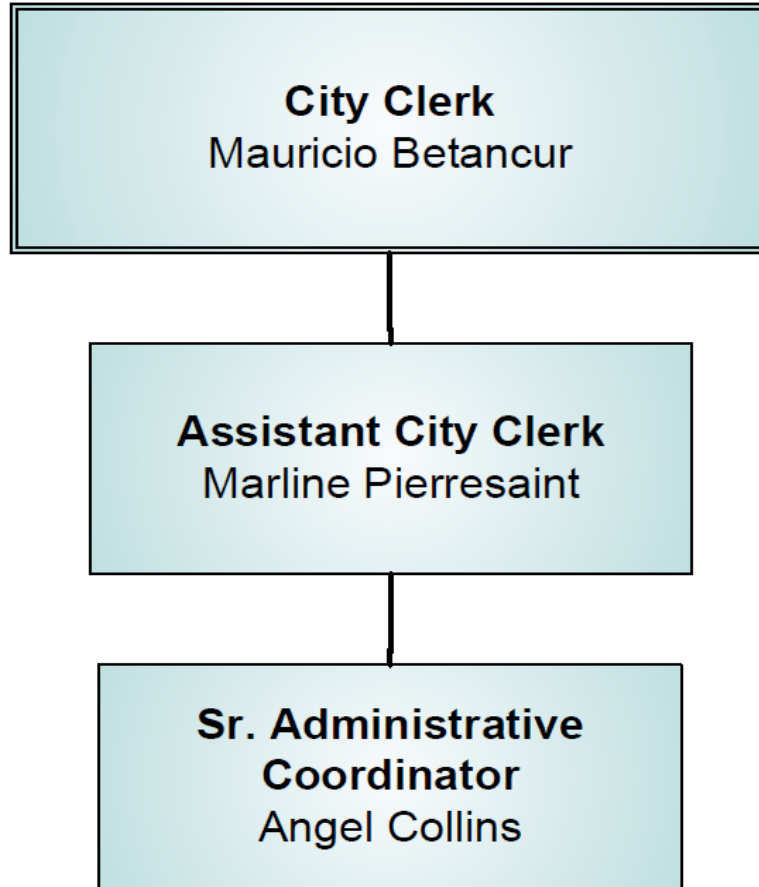 City Clerk
Mauricio Betancur
Assistant City Clerk
Marline Pierresaint
Sr. Administrative
Coordinator
Angel Collins